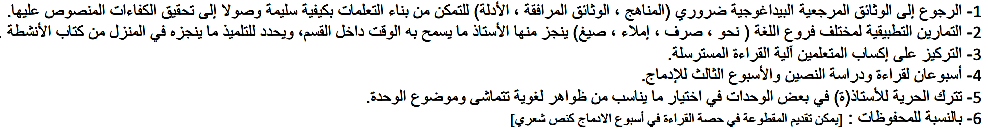 1- الرجوع إلى الوثائق المرجعية البيداغوجية ضروري (المناهج ، الوثائق المرافقة ، الأدلة) للتمكن من بناء التعلمات بكيفية سليمة وصولا إلى تحقيق الكفاءات المنصوص عليها.
2- التمارين التطبيقية لمختلف فروع اللغة ( نحو ، صرف ، إملاء ، صيغ) ينجز منها الأستاذ ما يسمح به الوقت داخل القسم، ويحدد للتلميذ ما ينجزه في المنزل من كتاب الأنشطة .
3- التركيز على إكساب المتعلمين آلية القراءة المسترسلة.
4- أسبوعان لقراءة ودراسة النصين والأسبوع الثالث للإدماج.
5- تترك الحرية للأستاذ(ة) في بعض الوحدات في اختيار ما يناسب من ظواهر لغوية تتماشى وموضوع الوحدة.
6- بالنسبة للمحفوظات : [يمكن تقديم المقطوعة في حصة القراءة في أسبوع الادماج كنص شعري]